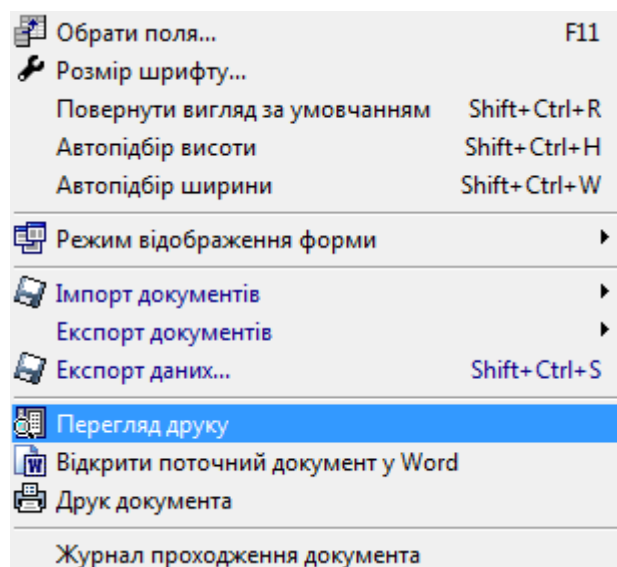 Обрати поля... F11
Розмір шрифту...
Повернути вигляд за умовчанням Shift+Ctrl+R
Автопідбір висоти Shift+Ctrl+H
Автопідбір ширини Shift+Ctrl+W
Режим відображення форми
Імпорт документів
Експорт документів
Експорт даних... Shift+Ctrl+S
Перегляд друку
Відкрити поточний документ у Word
Друк документа
Журнал проходження документа